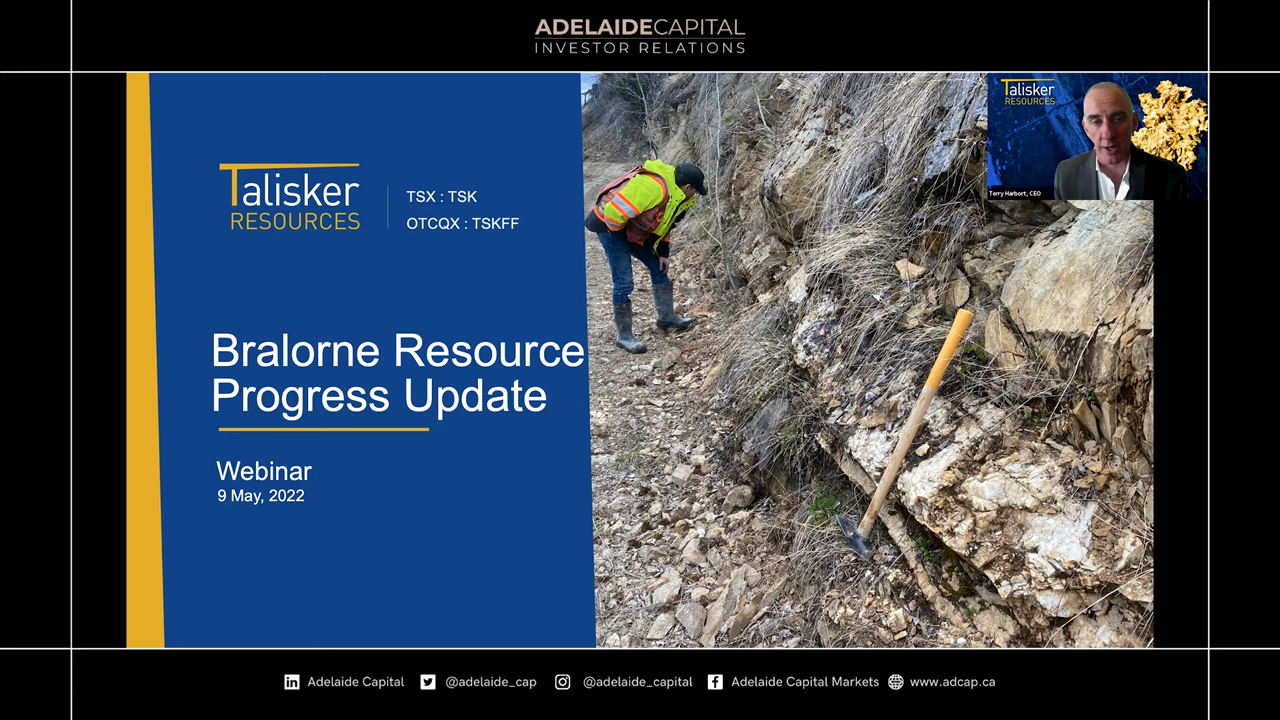 ADELAIDECAPITAL
INVESTOR RELATIONS
Talisker
RESOURCES
TSX : TSK
OTCQX : TSKFF
Bralorne Resource
Progress Update
Webinar
9 May, 2022
Talisker
RESOURCES
Terry Harbort, CEO
Adelaide Capital
@adelaide_cap
@adelaide_capital
Adelaide Capital Markets
www.adcap.ca